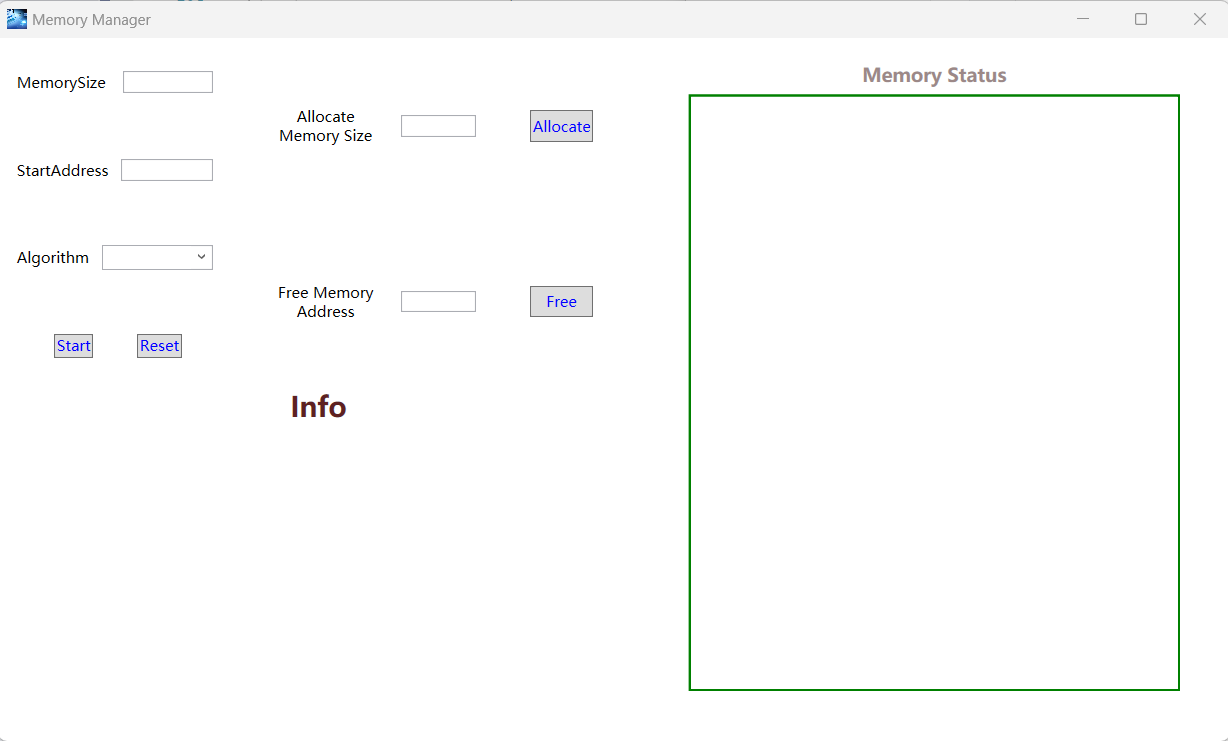 Memory Manager
MemorySize
Allocate
Memory Size
Allocate
StartAddress
Algorithm
Free Memory
Address
Free
Start
Reset
Info
Memory Status